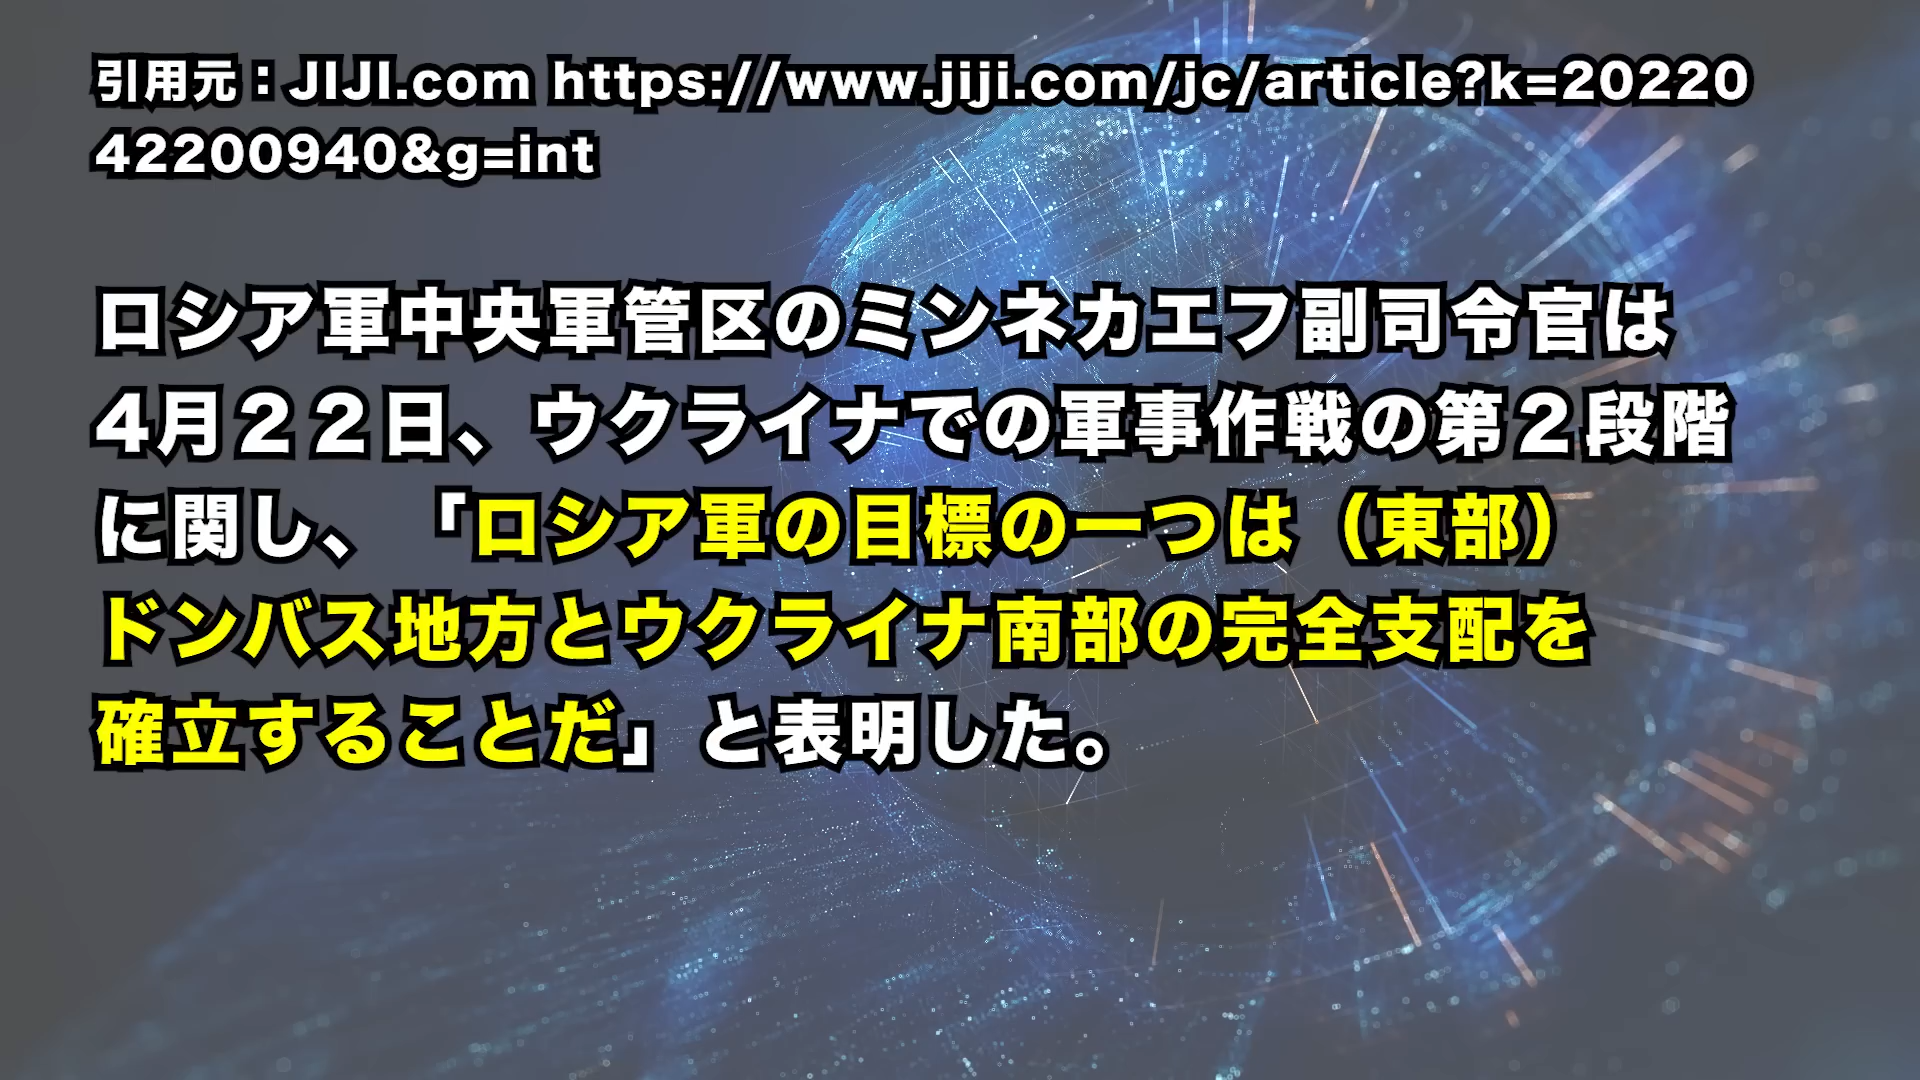 引用元：JIJI.com https://www.jiji.com/jc/article?k=20220
42200940&g=int
ロシア軍中央軍管区のミンネカエフ副司令官は
4月２２日、ウクライナでの軍事作戦の第２段階
に関し、「ロシア軍の目標の一つは（東部）
ドンバス地方とウクライナ南部の完全支配を
確立することだ」と表明した。